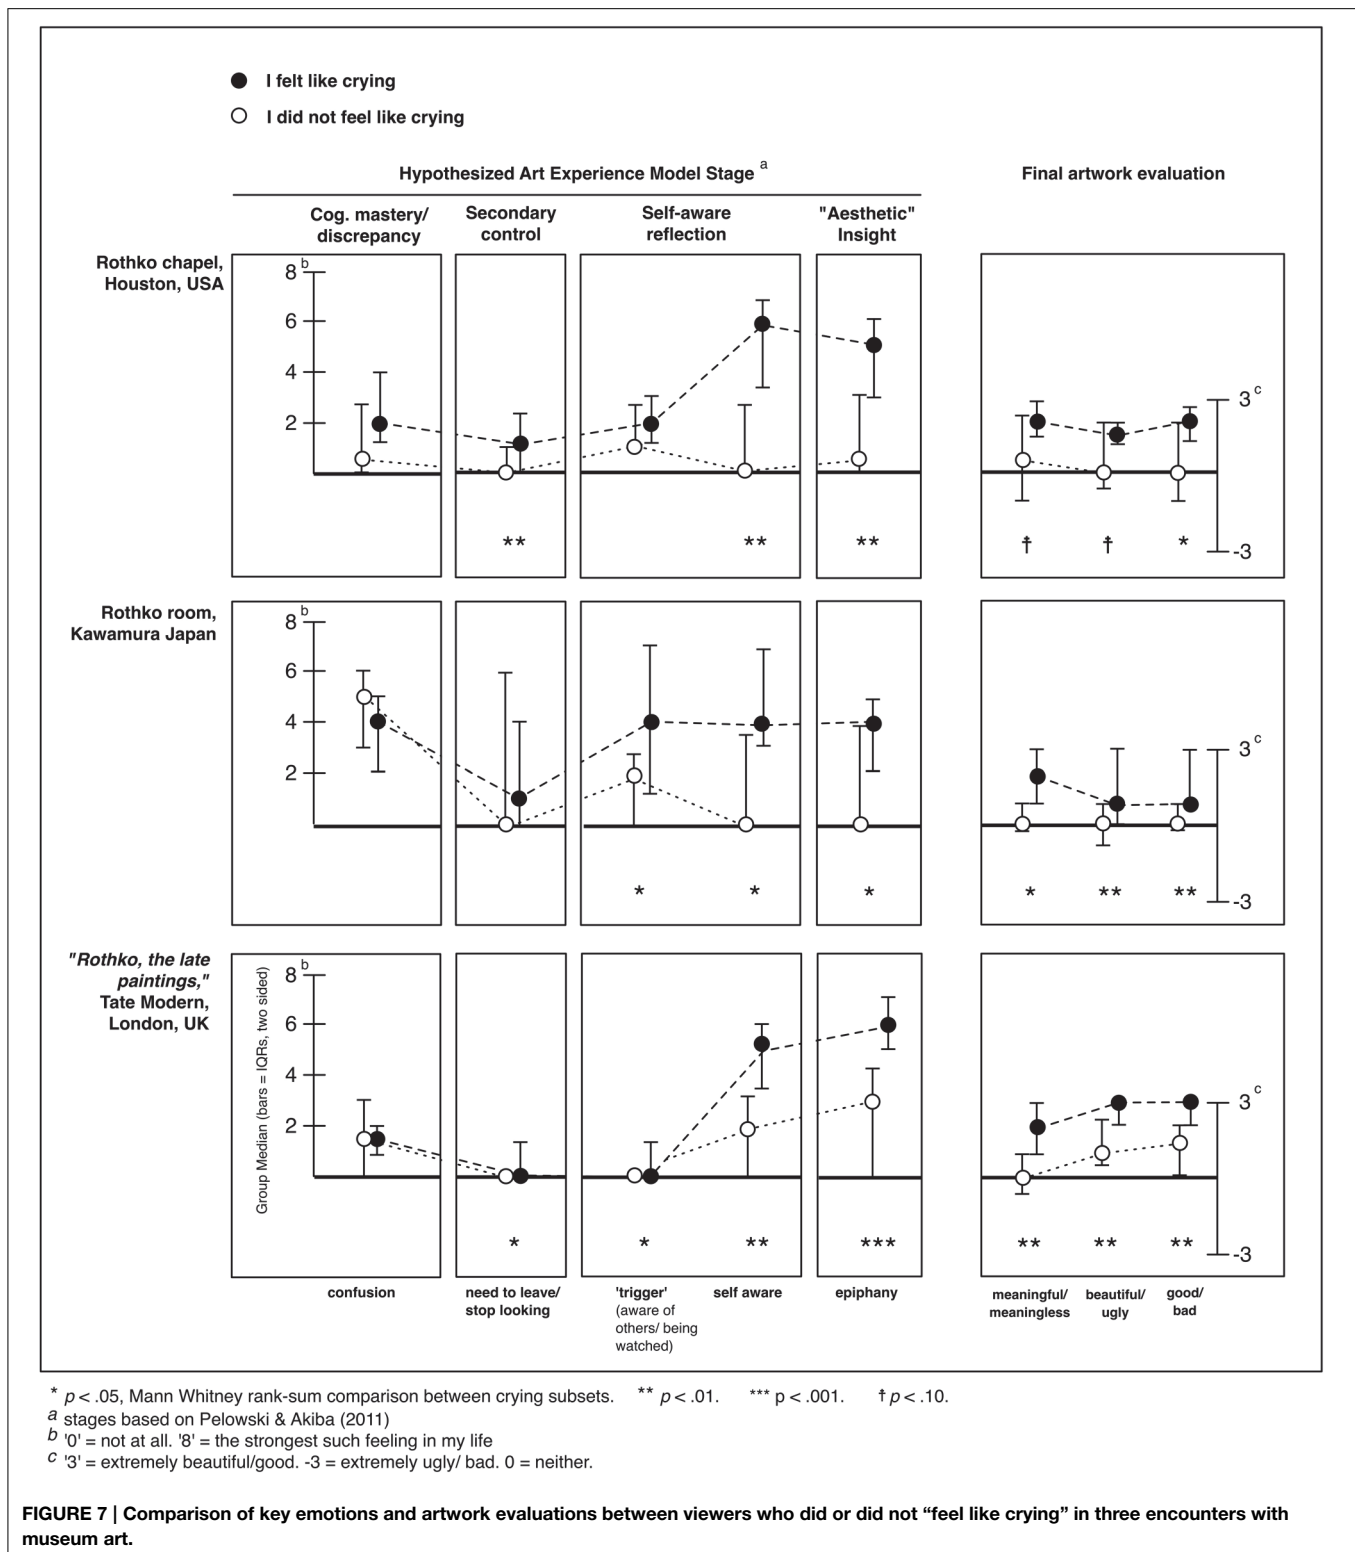 I felt like crying
I did not feel like crying
Hypothesized Art Experience Model Stage a
Final artwork evaluation
Cog. mastery/
discrepancy
Secondary
control
Self-aware
reflection
"Aesthetic"
Insight
Rothko chapel,
Houston, USA
8 b
6
4
2
**
**
**
3 c
-3
☨
☨
*
Rothko room,
Kawamura Japan
8 b
6
4
2
*
*
*
3 c
-3
*
**
**
"Rothko, the late
paintings,"
Tate Modern,
London, UK
Group Median (bars = IQRs, two sided)
8 b
6
4
2
*
*
**
***
3 c
-3
**
**
**
confusion
need to leave/
stop looking
'trigger'
(aware of
others/ being
watched)
self aware
epiphany
meaningful/
meaningless
beautiful/
ugly
good/
bad
* p < .05, Mann Whitney rank-sum comparison between crying subsets. ** p < .01. *** p < .001. ☨ p < .10.
a stages based on Pelowski & Akiba (2011)
b '0' = not at all. '8' = the strongest such feeling in my life
c '3' = extremely beautiful/good. -3 = extremely ugly/ bad. 0 = neither.
FIGURE 7 | Comparison of key emotions and artwork evaluations between viewers who did or did not “feel like crying” in three encounters with
museum art.